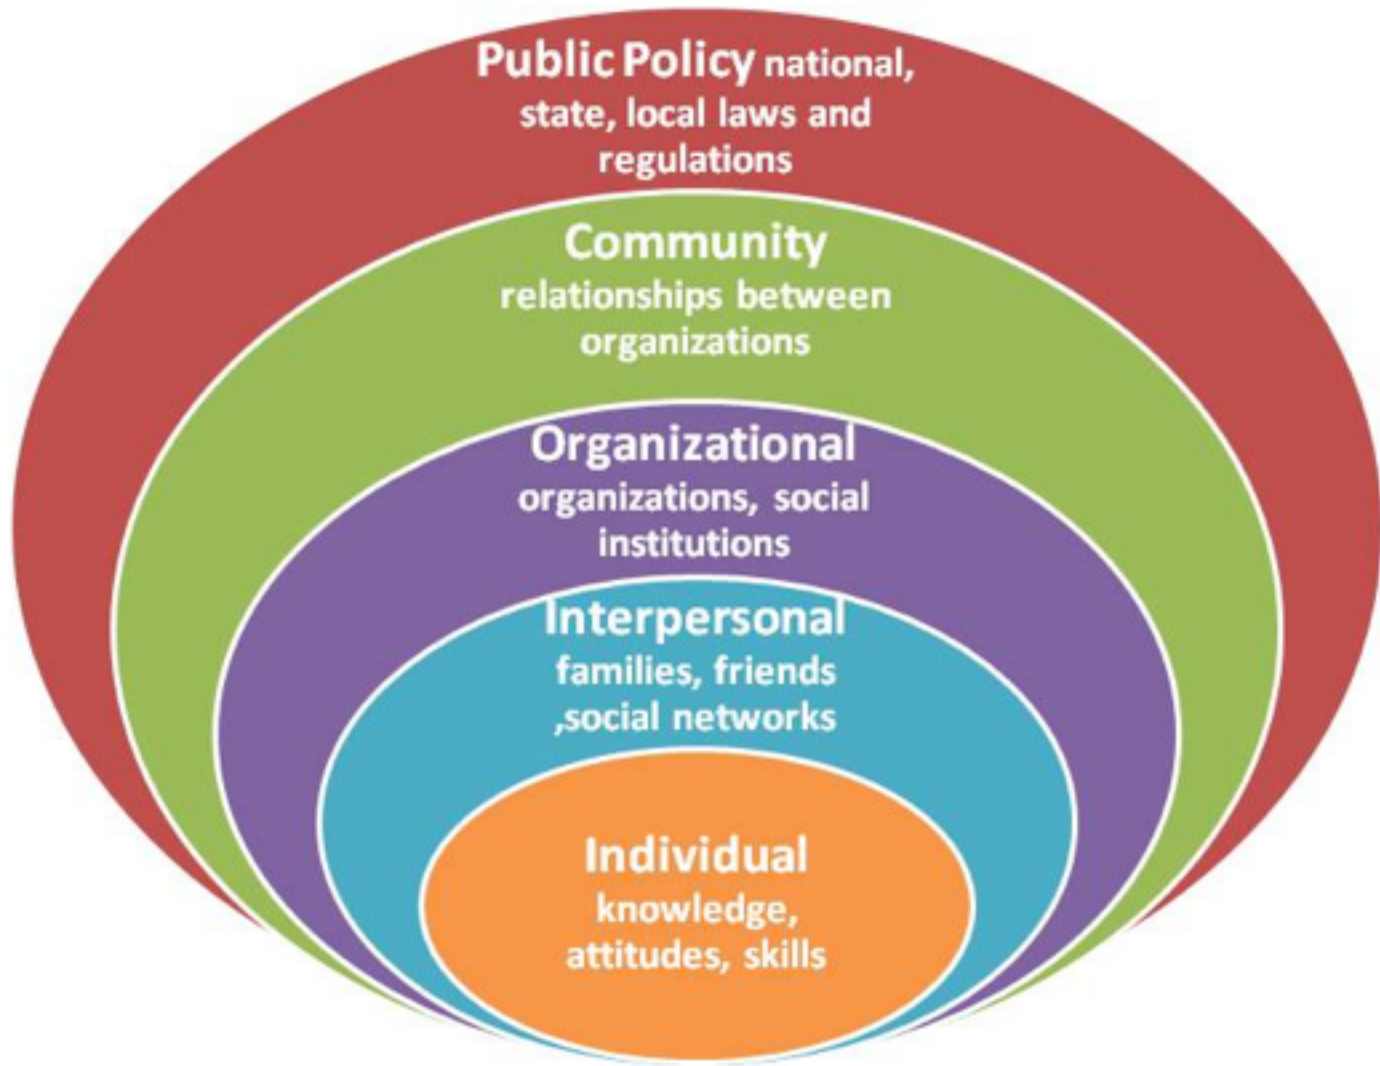 Public Policy national,
state, local laws and
regulations
Community
relationships between
organizations
Organizational
organizations, social
institutions
Interpersonal
families, friends
,social networks
Individual
knowledge,
attitudes, skills